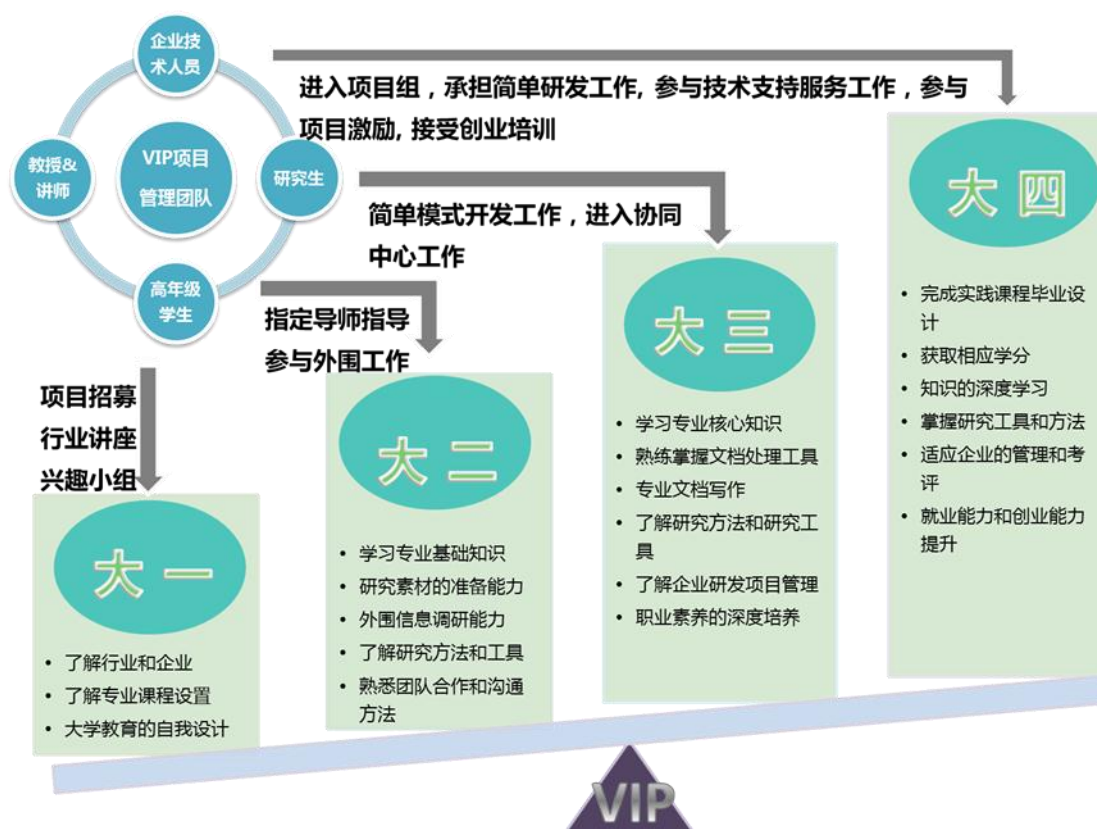 企业技
术人员
教授&
讲师
VIP项目
管理团队
研究生
高年级
学生
进入项目组，承担简单研发工作, 参与技术支持服务工作，参与
项目激励, 接受创业培训
简单模式开发工作，进入协同
中心工作
指定导师指导
参与外围工作
项目招募
行业讲座
兴趣小组
大一
• 了解行业和企业
• 了解专业课程设置
• 大学教育的自我设计
大二
• 学习专业基础知识
• 研究素材的准备能力
• 外围信息调研能力
• 了解研究方法和工具
• 熟悉团队合作和沟通
方法
大三
• 学习专业核心知识
• 熟练掌握文档处理工具
• 专业文档写作
• 了解研究方法和研究工
具
• 了解企业研发项目管理
• 职业素养的深度培养
大四
• 完成实践课程毕业设
计
• 获取相应学分
• 知识的深度学习
• 掌握研究工具和方法
• 适应企业的管理和考
评
• 就业能力和创业能力
提升
VIP